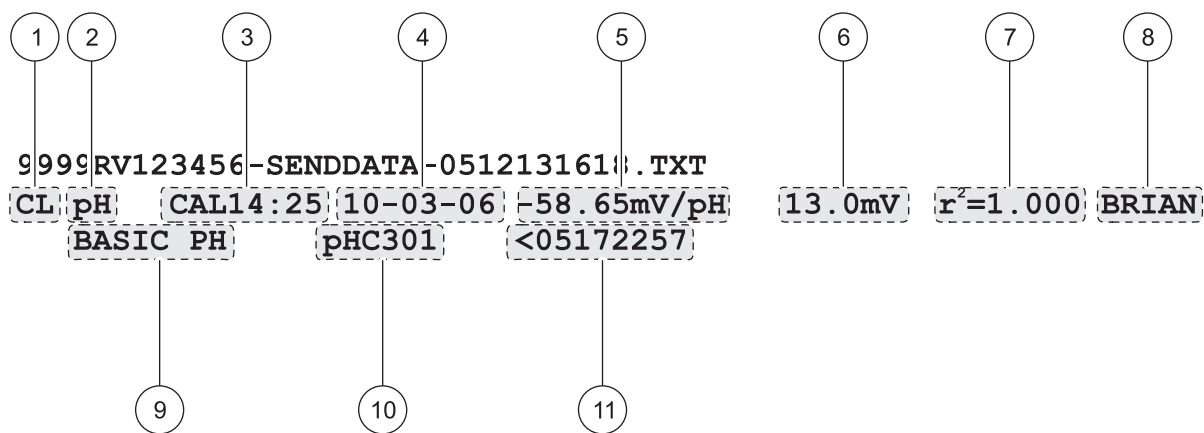 1 2 3 4 5 6 7 8
9999RV123456-SENDDATA-0512131618.TXT
CL pH CAL14:25 10-03-06 -58.65mV/pH 13.0mV r²=1.000 BRIAN
BASIC PH pHC301 <05172257
9 10 11